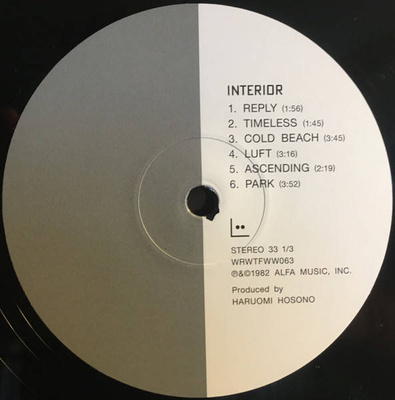 INTERIOR
1. REPLY (1:56)
2. TIMELESS (1:45)
3. COLD BEACH (3:45)
4. LUFT (3:16)
5. ASCENDING (2:19)
6. PARK (3:52)
STEREO 33 1/3
WRWTFWW063
℗&©1982 ALFA MUSIC, INC.
Produced by
HARUOMI HOSONO